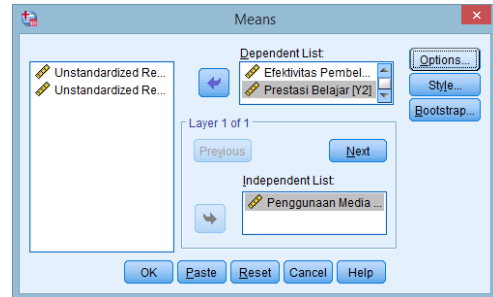 Means
Unstandardized Re...
Unstandardized Re...
Dependent List:
Efektivitas Pembel...
Prestasi Belajar [Y2]
Layer 1 of 1
Previous
Next
Independent List:
Penggunaan Media ...
Options...
Style...
Bootstrap...
OK
Paste
Reset
Cancel
Help